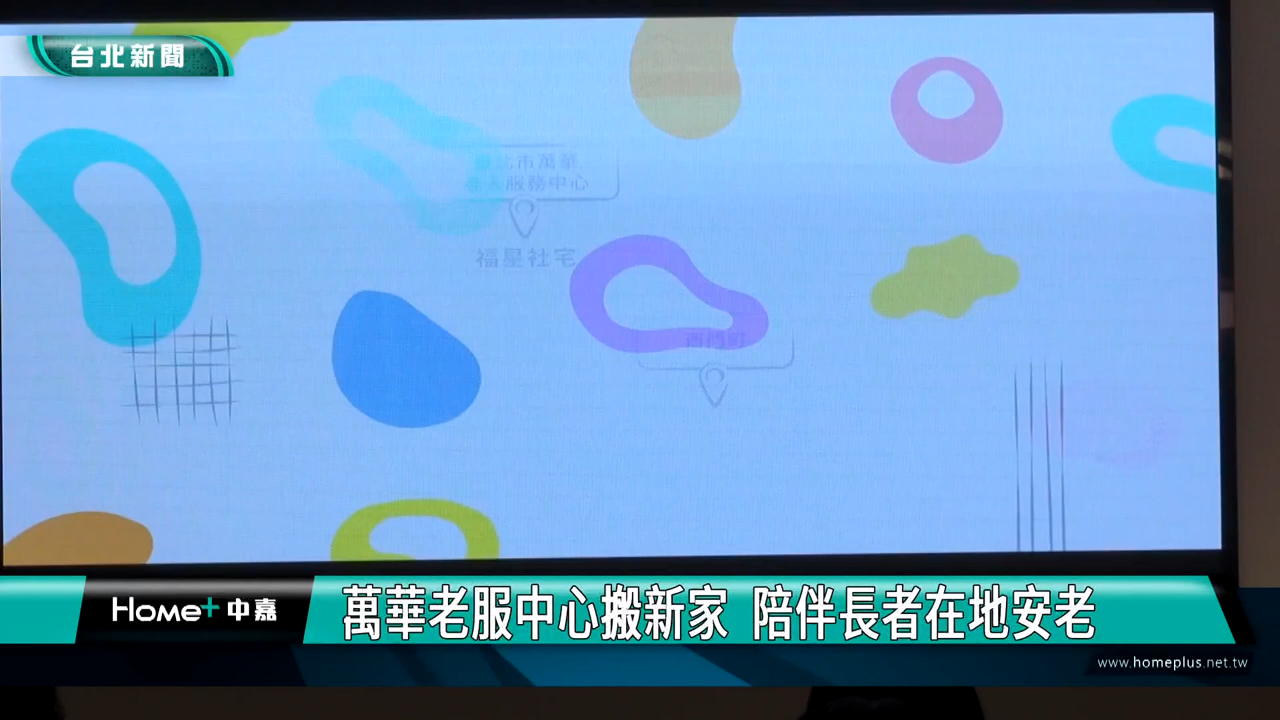 台北新聞
臺北市萬華
老人服務中心
福星社宅
西門町
Home+中嘉
萬華老服中心搬新家 陪伴長者在地安老
www.homeplus.net.tw